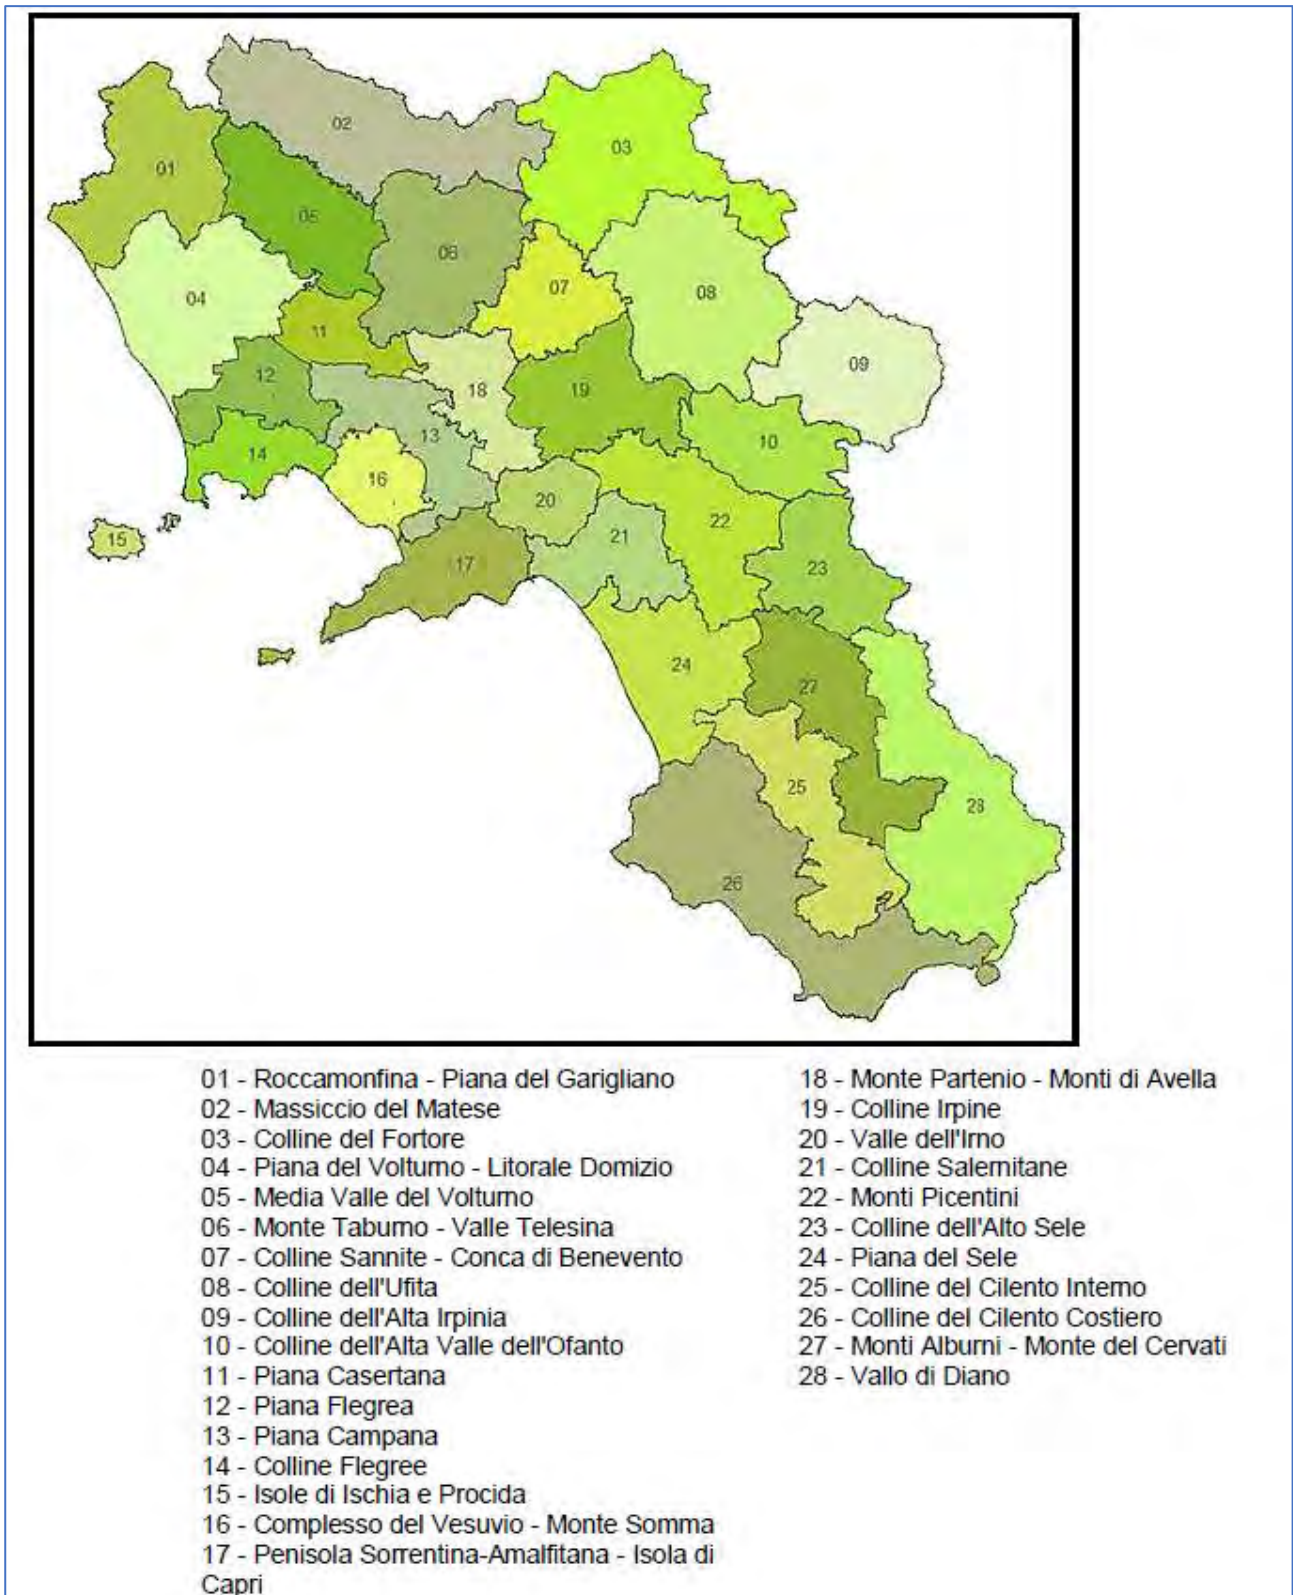 02
03
01
05
06
07
08
04
11
09
12
18
19
13
10
14
16
20
22
21
15
17
23
24
27
25
28
26
01 - Roccamonfina - Piana del Garigliano
02 - Massiccio del Matese
03 - Colline del Fortore
04 - Piana del Volturno - Litorale Domizio
05 - Media Valle del Volturno
06 - Monte Taburno - Valle Telesina
07 - Colline Sannite - Conca di Benevento
08 - Colline dell'Ufita
09 - Colline dell'Alta Irpinia
10 - Colline dell'Alta Valle dell'Ofanto
11 - Piana Casertana
12 - Piana Flegrea
13 - Piana Campana
14 - Colline Flegree
15 - Isole di Ischia e Procida
16 - Complesso del Vesuvio - Monte Somma
17 - Penisola Sorrentina-Amalfitana - Isola di
Capri
18 - Monte Partenio - Monti di Avella
19 - Colline Irpine
20 - Valle dell'Irno
21 - Colline Salernitane
22 - Monti Picentini
23 - Colline dell'Alto Sele
24 - Piana del Sele
25 - Colline del Cilento Interno
26 - Colline del Cilento Costiero
27 - Monti Alburni - Monte del Cervati
28 - Vallo di Diano